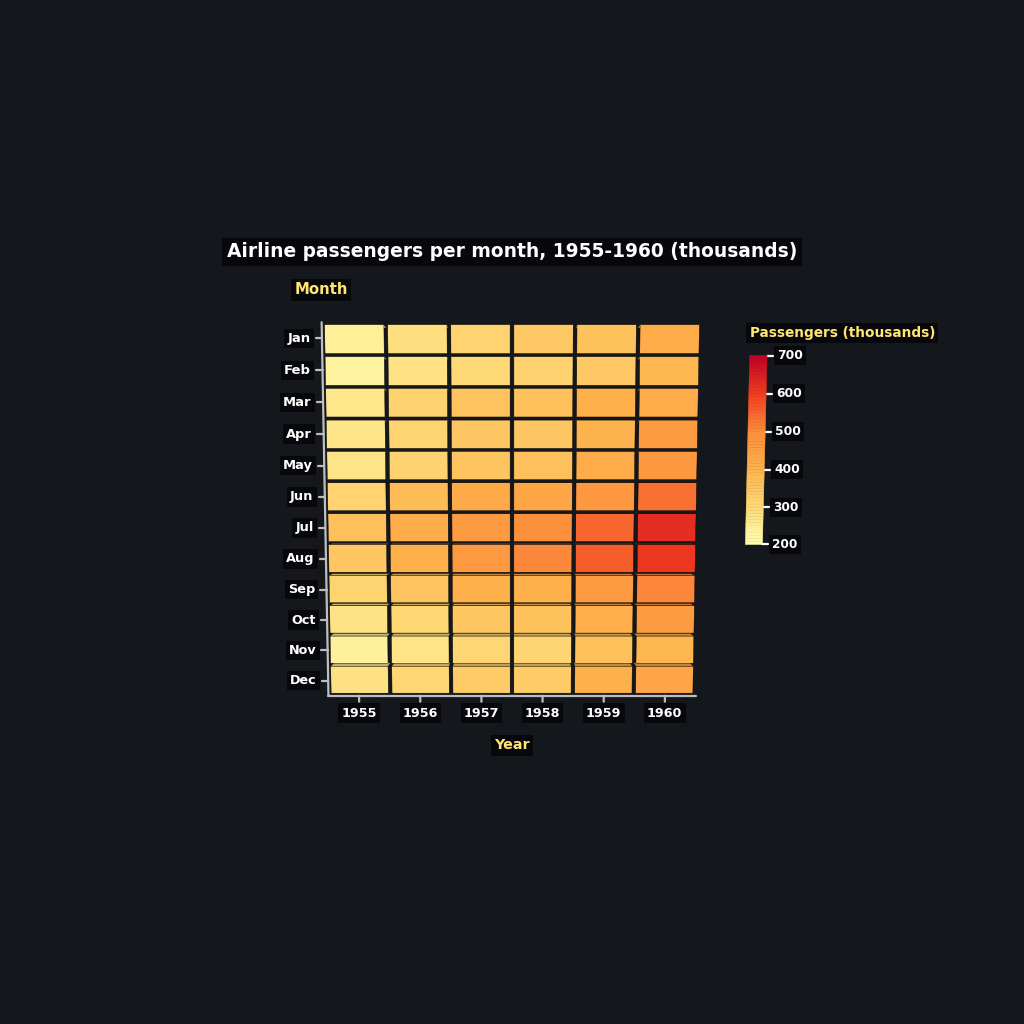 Airline passengers per month, 1955-1960 (thousands)
Month
Passengers (thousands)
700
600
500
400
300
200
Jan
Feb
Mar
Apr
May
Jun
Jul
Aug
Sep
Oct
Nov
Dec
1955 1956 1957 1958 1959 1960
Year